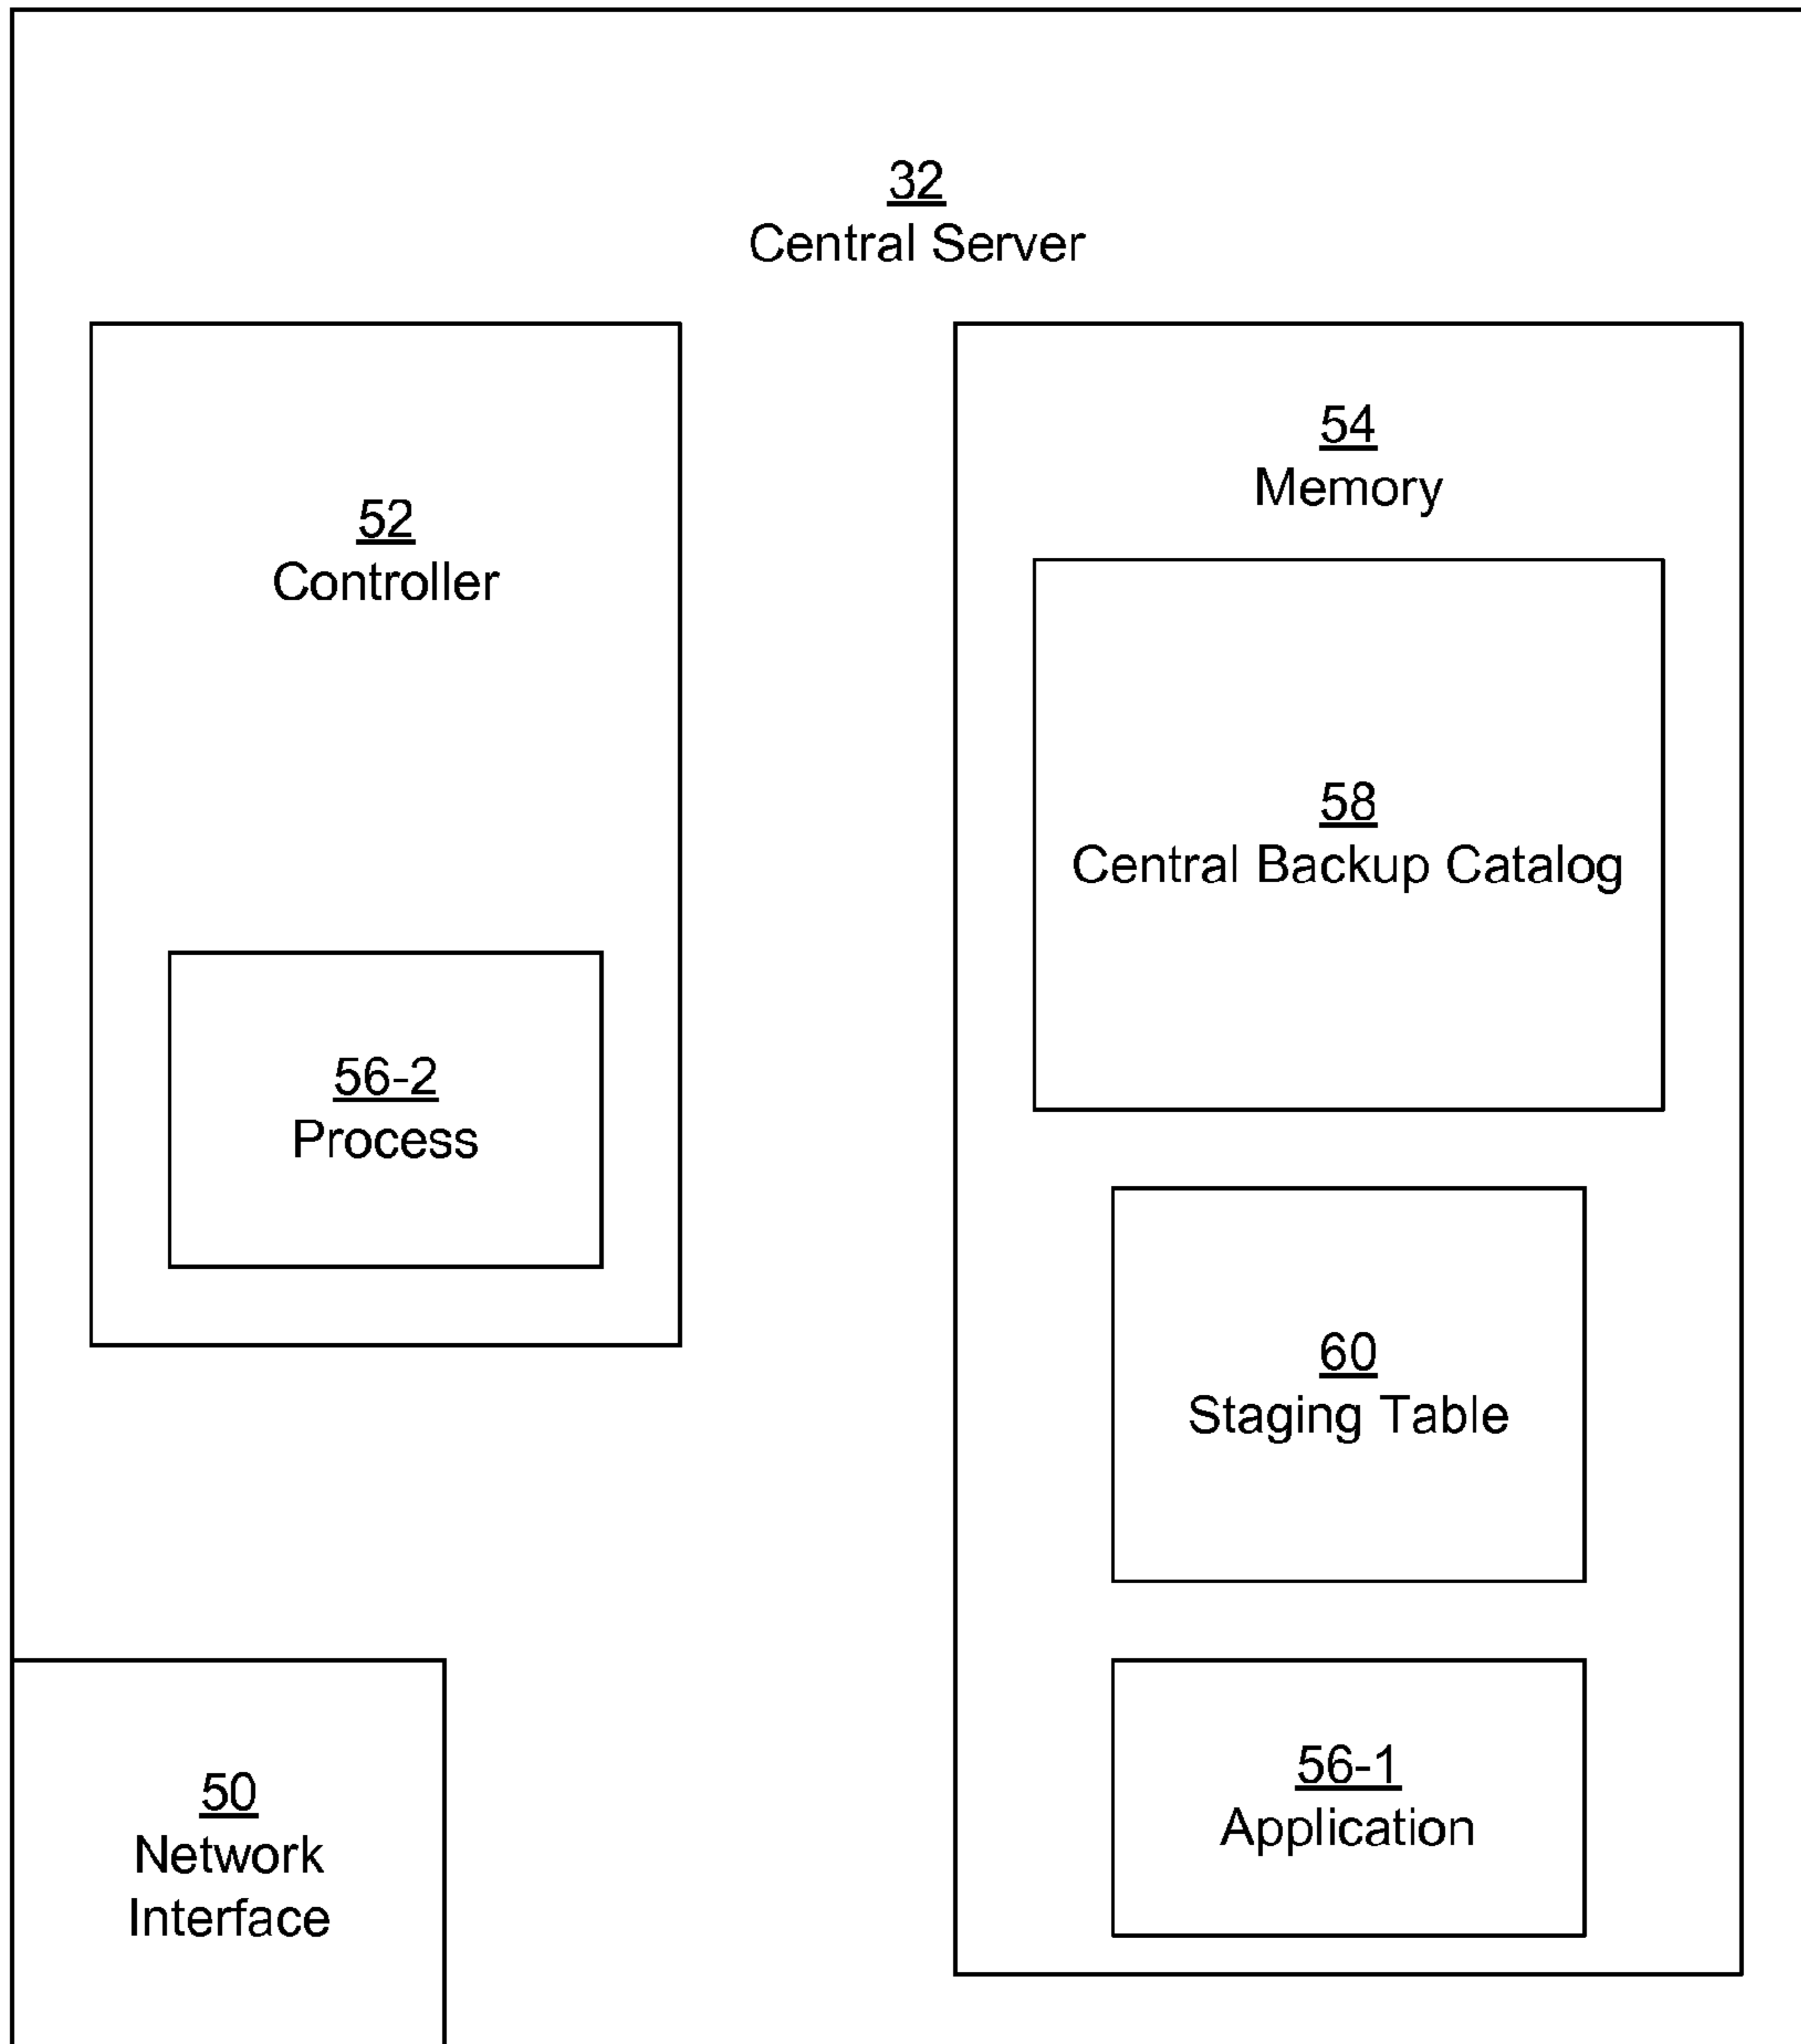 32
Central Server
52
Controller
56-2
Process
50
Network
Interface
54
Memory
58
Central Backup Catalog
60
Staging Table
56-1
Application